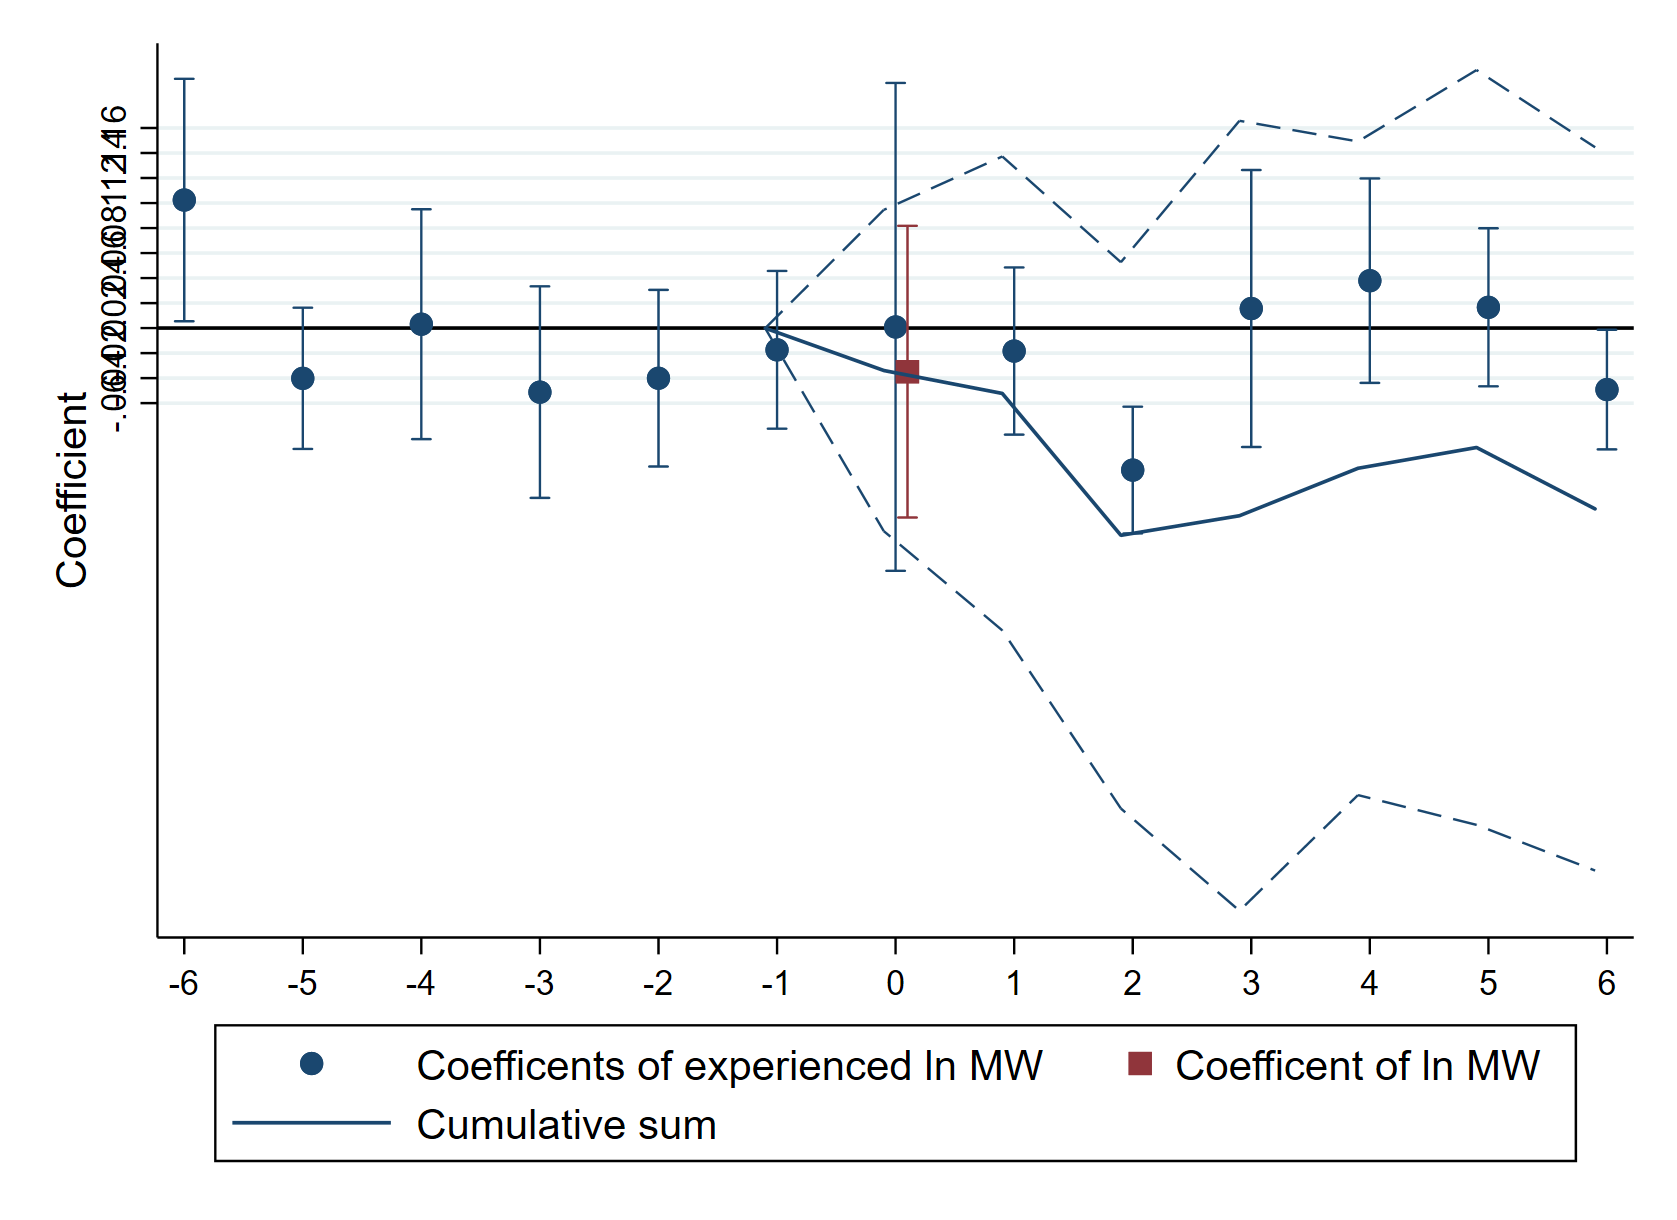 Coefficient
-6 -5 -4 -3 -2 -1 0 1 2 3 4 5 6
Coefficents of experienced ln MW
Coefficent of ln MW
Cumulative sum